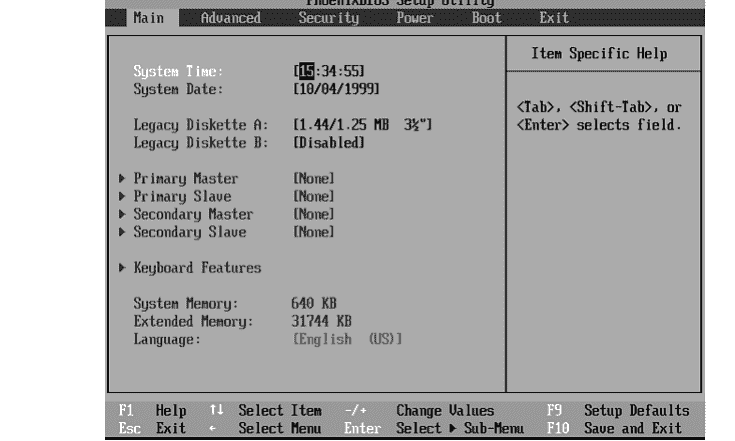 PhoenixBIOS Setup Utility
Main Advanced Security Power Boot Exit
Item Specific Help
System Time: [15:34:55]
System Date: [10/04/1999]
<Tab>, <Shift-Tab>, or
<Enter> selects field.
Legacy Diskette A: [1.44/1.25 MB 3½"]
Legacy Diskette B: [Disabled]
▶ Primary Master [None]
▶ Primary Slave [None]
▶ Secondary Master [None]
▶ Secondary Slave [None]
▶ Keyboard Features
System Memory: 640 KB
Extended Memory: 31744 KB
Language: [English (US)]
F1 Help ↑↓ Select Item -/+ Change Values F9 Setup Defaults
Esc Exit ← Select Menu Enter Select ▶ Sub-Menu F10 Save and Exit